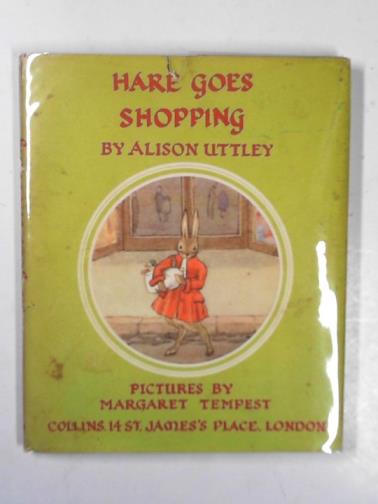 HARE GOES
SHOPPING
BY ALISON UTTLEY
PICTURES BY
MARGARET TEMPEST
COLLINS, 14 ST. JAMES'S PLACE, LONDON